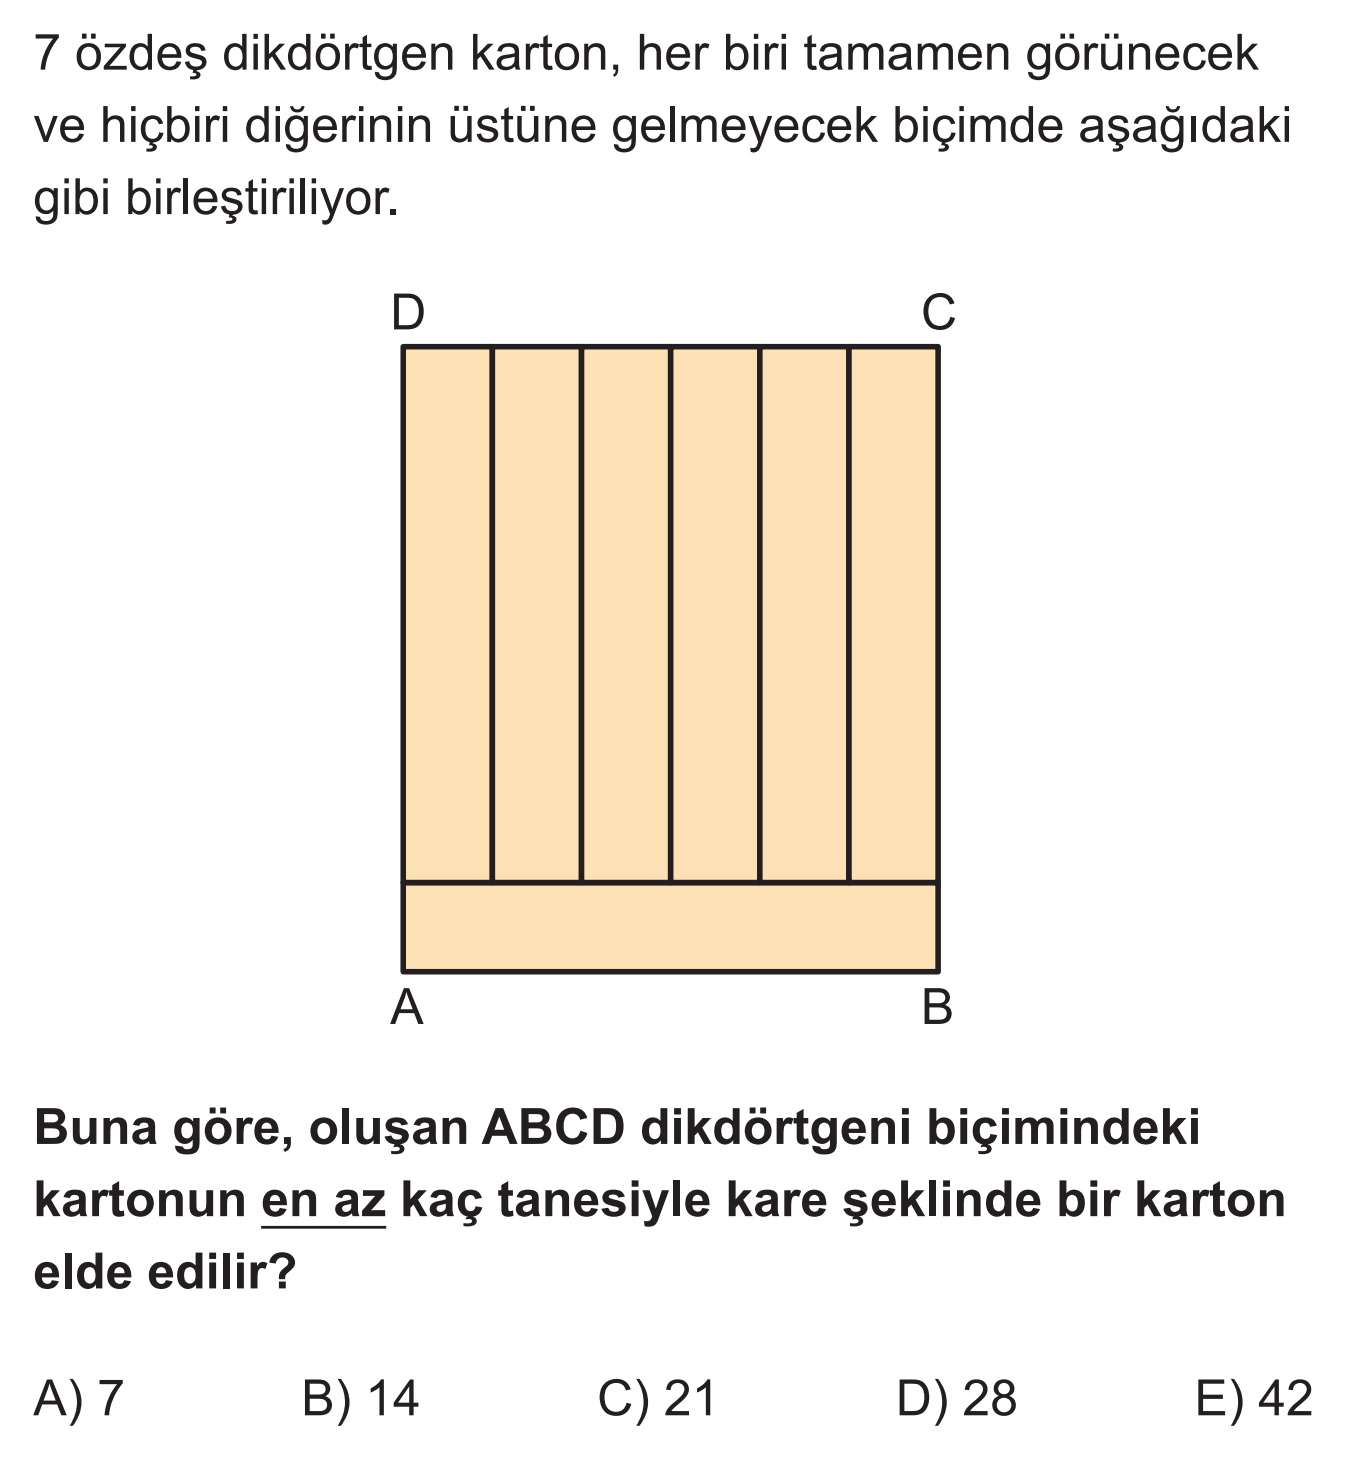 7 özdeş dikdörtgen karton, her biri tamamen görünecek
ve hiçbiri diğerinin üstüne gelmeyecek biçimde aşağıdaki
gibi birleştiriliyor.
D C
A B
Buna göre, oluşan ABCD dikdörtgeni biçimindeki
kartonun en az kaç tanesiyle kare şeklinde bir karton
elde edilir?
A) 7 B) 14 C) 21 D) 28 E) 42